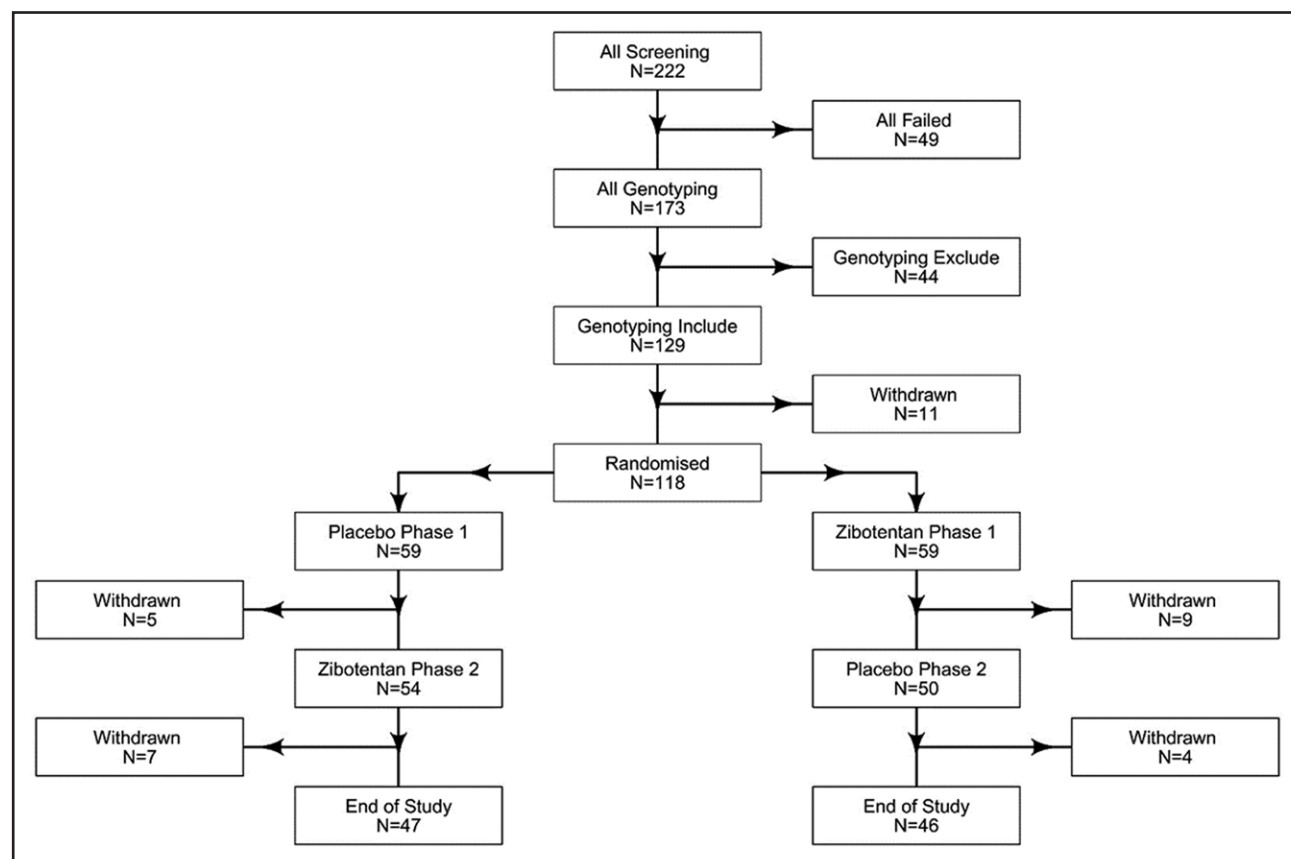 All Screening
N=222
All Failed
N=49
All Genotyping
N=173
Genotyping Exclude
N=44
Genotyping Include
N=129
Withdrawn
N=11
Randomised
N=118
Placebo Phase 1
N=59
Zibotentan Phase 1
N=59
Withdrawn
N=5
Withdrawn
N=9
Zibotentan Phase 2
N=54
Placebo Phase 2
N=50
Withdrawn
N=7
Withdrawn
N=4
End of Study
N=47
End of Study
N=46